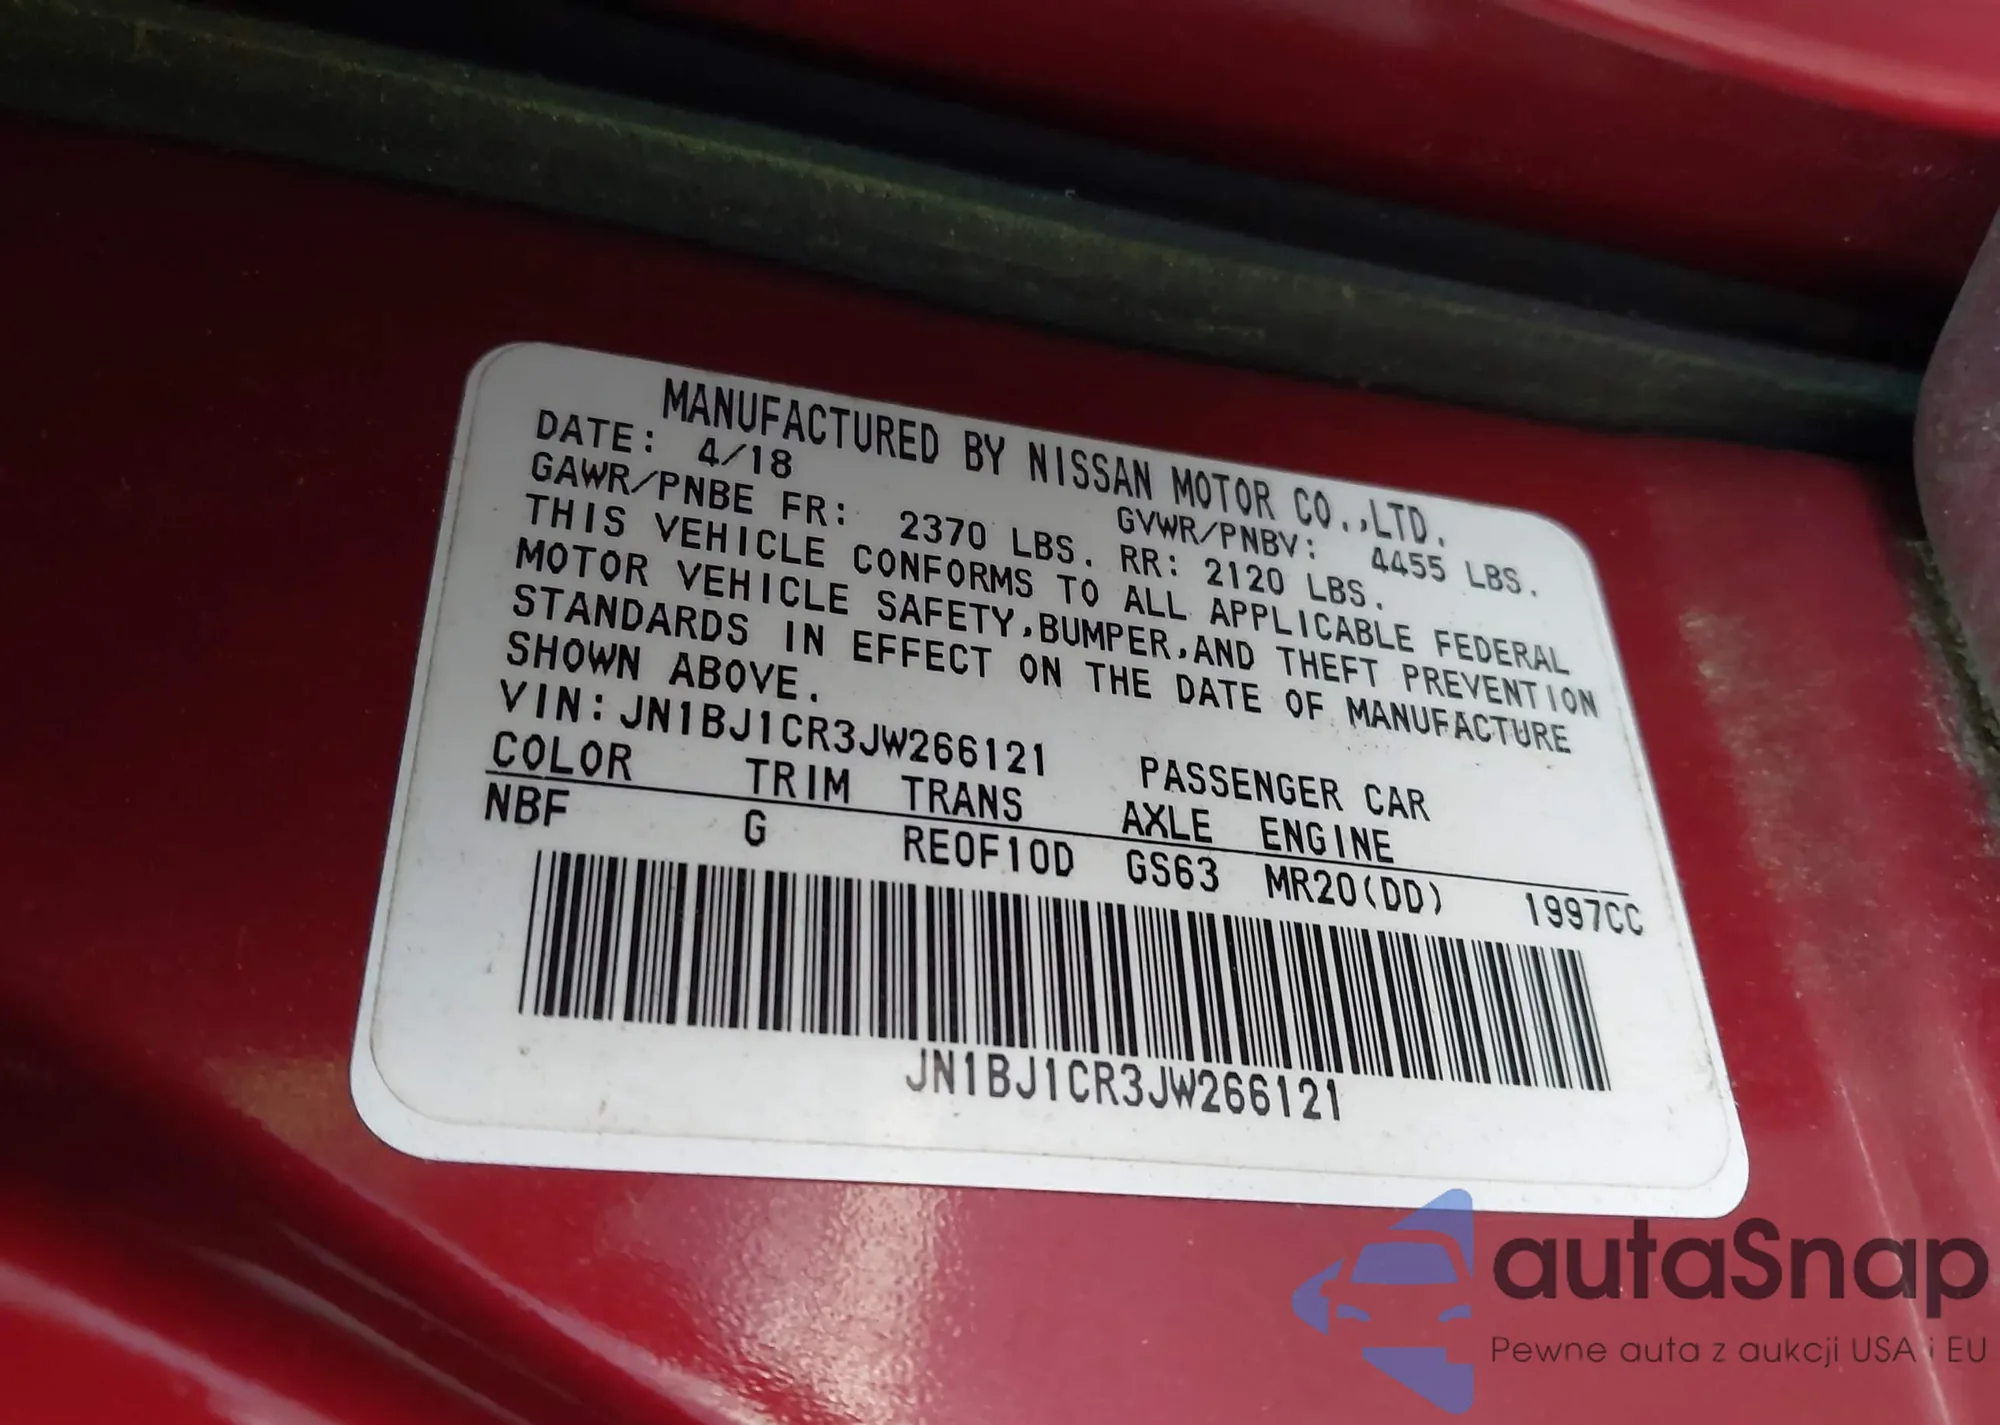 MANUFACTURED BY NISSAN MOTOR CO.,LTD.
DATE: 4/18 GVWR/PNBV: 4455 LBS.
GAWR/PNBE FR: 2370 LBS. RR: 2120 LBS.
THIS VEHICLE CONFORMS TO ALL APPLICABLE FEDERAL
MOTOR VEHICLE SAFETY,BUMPER,AND THEFT PREVENTION
STANDARDS IN EFFECT ON THE DATE OF MANUFACTURE
SHOWN ABOVE.
VIN: JN1BJ1CR3JW266121 PASSENGER CAR
COLOR TRIM TRANS AXLE ENGINE
NBF G RE0F10D GS63 MR20(DD) 1997CC
JN1BJ1CR3JW266121
autaSnap
Pewne auta z aukcji USA i EU